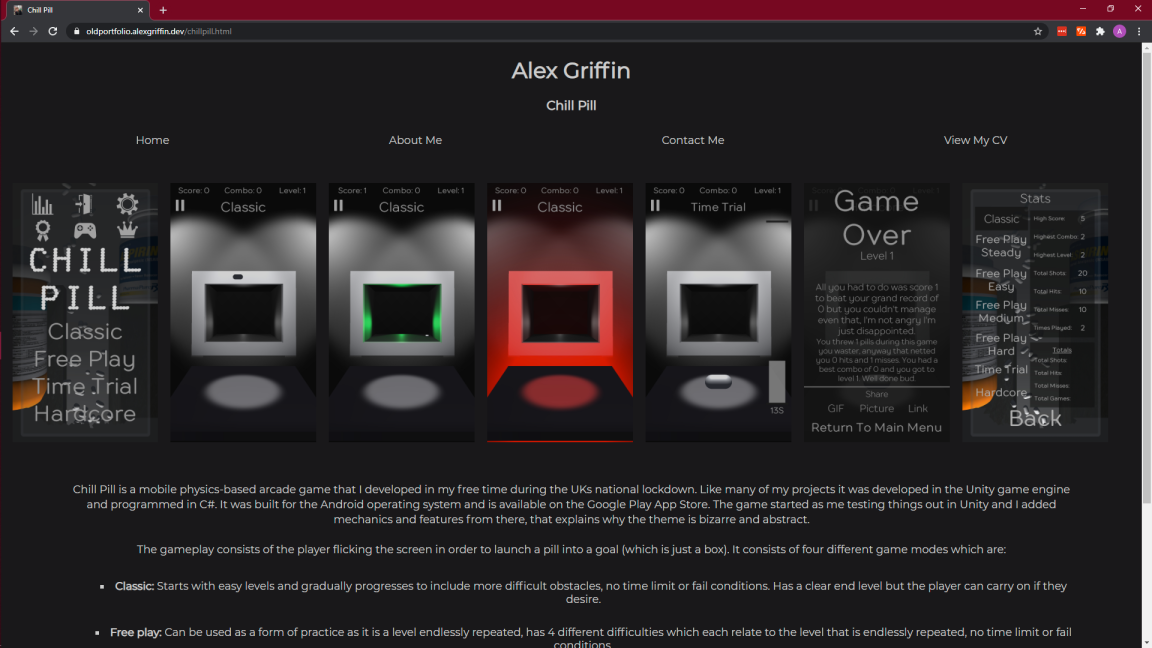 Chill Pill
oldportfolio.alexgriffin.dev/chillpill.html
A
Alex Griffin
Chill Pill
Home About Me Contact Me View My CV
CHILL
PILL
Classic
Free Play
Time Trial
Hardcore
Score: 0 Combo: 0 Level: 1
Classic
Score: 1 Combo: 0 Level: 1
Classic
Score: 0 Combo: 0 Level: 1
Classic
Score: 0 Combo: 0 Level: 1
Time Trial
13S
Game
Over
Level 1
All you had to do was score 1
to beat your grand record of
0 but you couldn't manage
even that, I'm not angry I'm
just disappointed.
You threw 1 pills during this game
you waster, anyway that netted
you 0 hits and 1 misses. You had a
best combo of 0 and you got to
level 1. Well done bud.
Share
GIF Picture Link
Return To Main Menu
Stats
Classic
Free Play
Steady
Free Play
Easy
Free Play
Medium
Free Play
Hard
Time Trial
Hardcore
High Score: 5
Highest Combo: 2
Highest Level: 2
Total Shots: 20
Total Hits: 10
Total Misses: 10
Times Played: 2
Totals
Total Shots:
Total Hits:
Total Misses:
Total Games:
Back
Chill Pill is a mobile physics-based arcade game that I developed in my free time during the UKs national lockdown. Like many of my projects it was developed in the Unity game engine
and programmed in C#. It was built for the Android operating system and is available on the Google Play App Store. The game started as me testing things out in Unity and I added
mechanics and features from there, that explains why the theme is bizarre and abstract.
The gameplay consists of the player flicking the screen in order to launch a pill into a goal (which is just a box). It consists of four different game modes which are:
Classic: Starts with easy levels and gradually progresses to include more difficult obstacles, no time limit or fail conditions. Has a clear end level but the player can carry on if they
desire.
Free play: Can be used as a form of practice as it is a level endlessly repeated, has 4 different difficulties which each relate to the level that is endlessly repeated, no time limit or fail
conditions